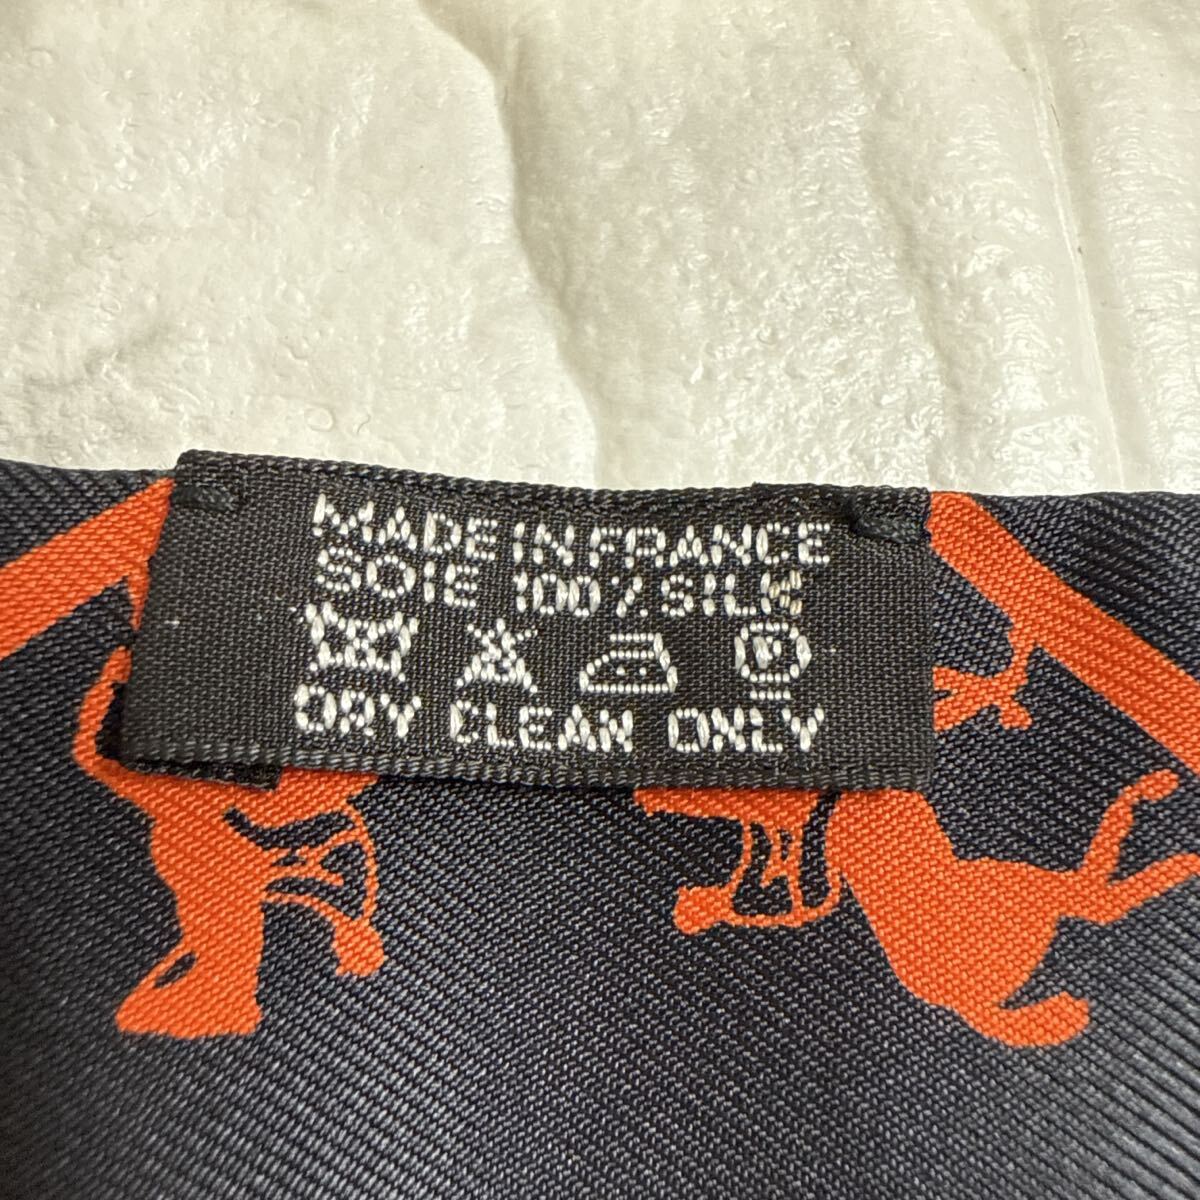 MADE IN FRANCE
SOIE 100% SILK
P
DRY CLEAN ONLY